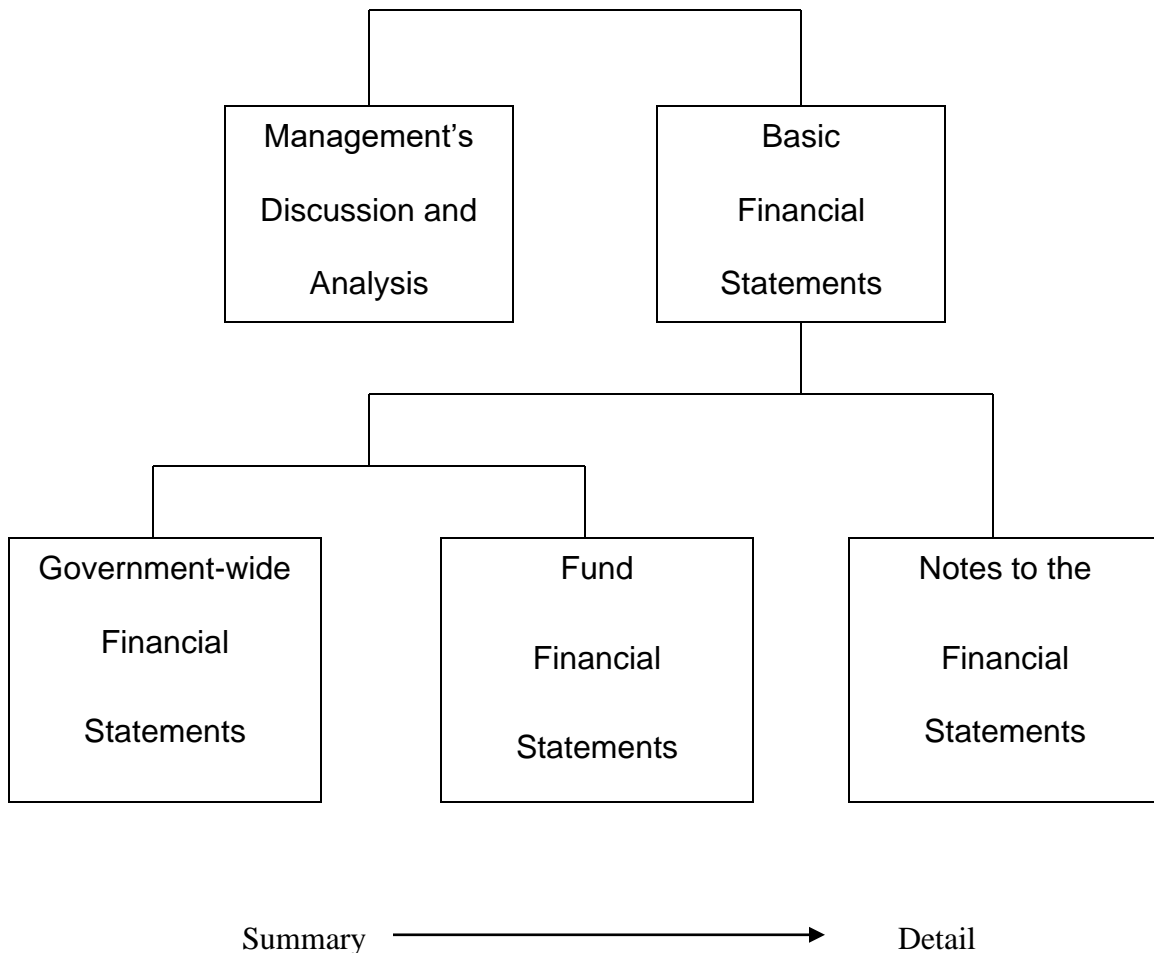 Management’s
Discussion and
Analysis
Basic
Financial
Statements
Government-wide
Financial
Statements
Fund
Financial
Statements
Notes to the
Financial
Statements
Summary
Detail